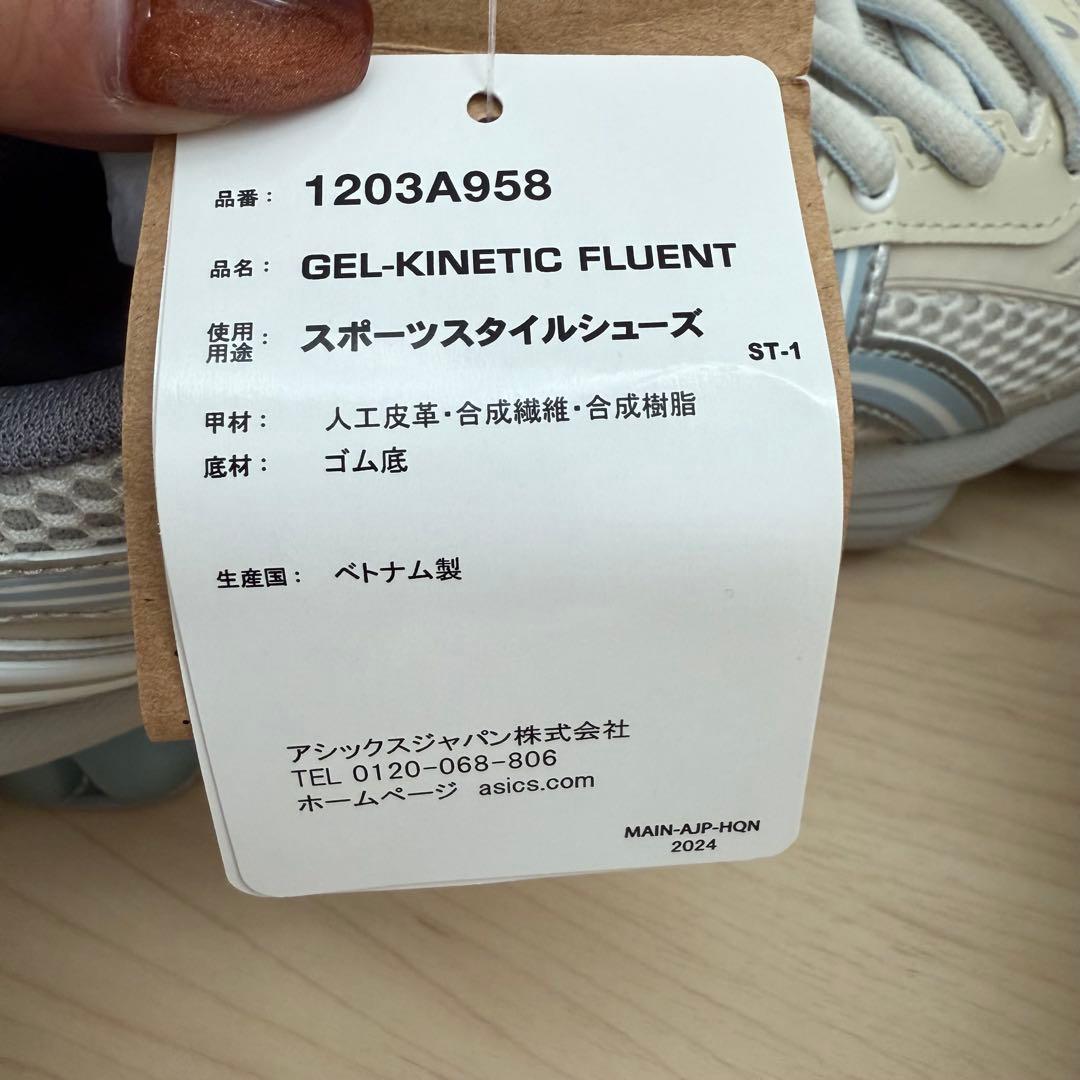 品番： 1203A958
品名： GEL-KINETIC FLUENT
使用用途： スポーツスタイルシューズ
ST-1
甲材： 人工皮革・合成繊維・合成樹脂
底材： ゴム底
生産国： ベトナム製
アシックスジャパン株式会社
TEL 0120-068-806
ホームページ asics.com
MAIN-AJP-HQN
2024